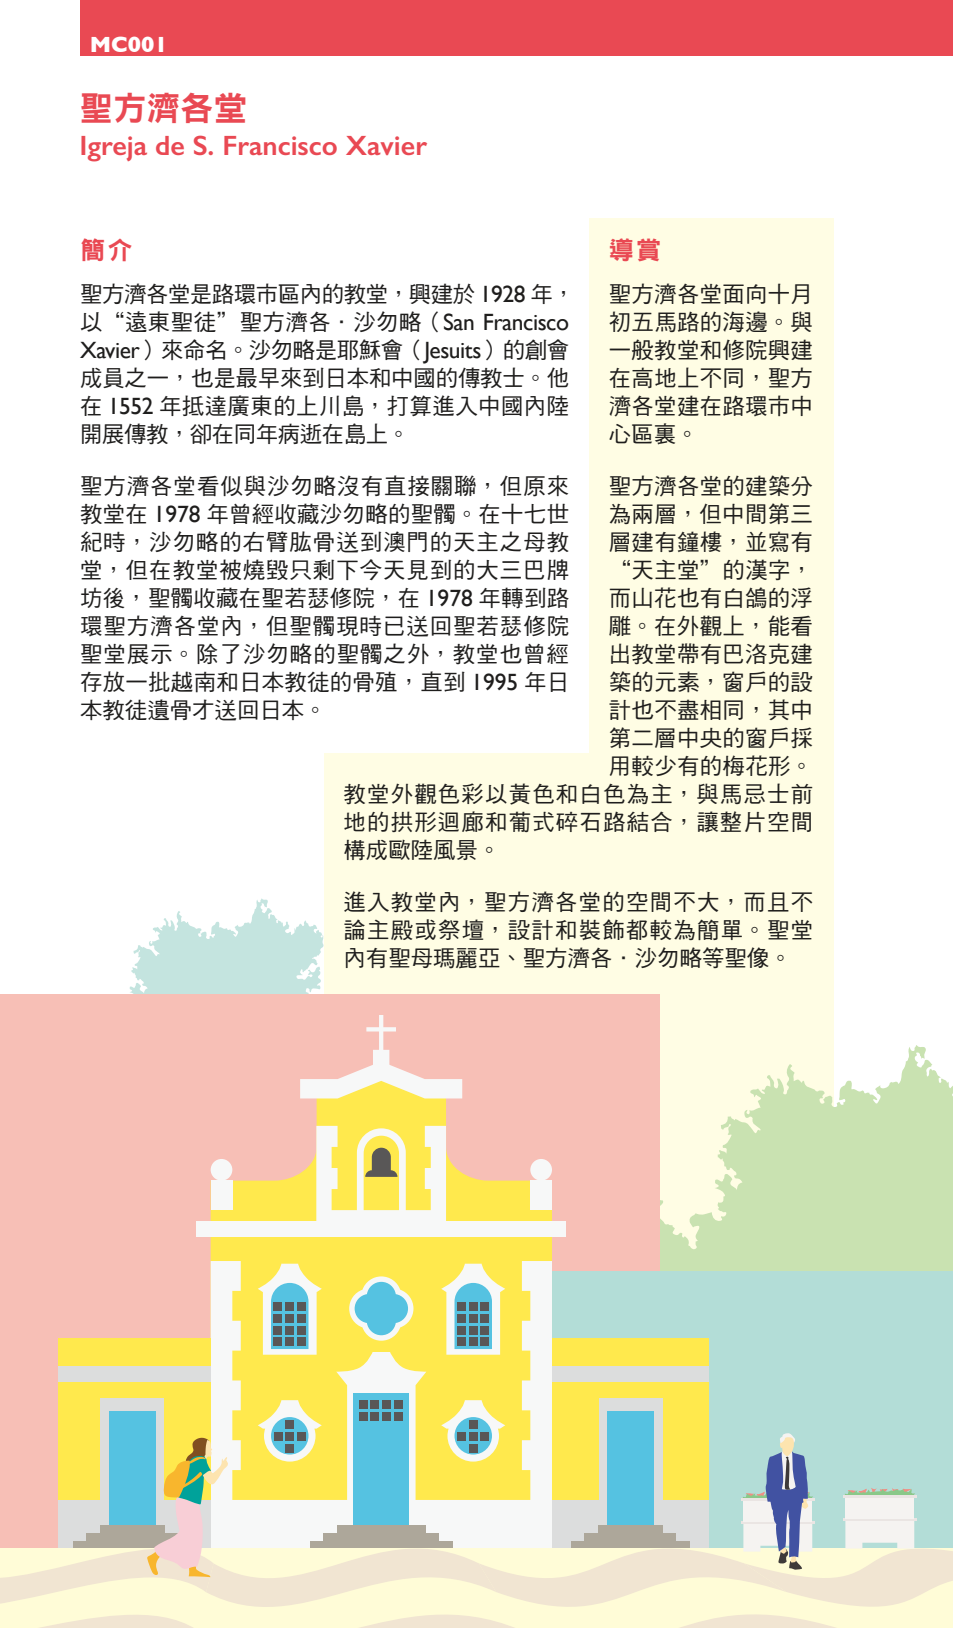 MC001
聖方濟各堂
Igreja de S. Francisco Xavier
簡介
聖方濟各堂是路環市區內的教堂，興建於 1928 年，
以“遠東聖徒”聖方濟各．沙勿略（San Francisco
Xavier）來命名。沙勿略是耶穌會（Jesuits）的創會
成員之一，也是最早來到日本和中國的傳教士。他
在 1552 年抵達廣東的上川島，打算進入中國內陸
開展傳教，卻在同年病逝在島上。
聖方濟各堂看似與沙勿略沒有直接關聯，但原來
教堂在 1978 年曾經收藏沙勿略的聖髑。在十七世
紀時，沙勿略的右臂肱骨送到澳門的天主之母教
堂，但在教堂被燒毀只剩下今天見到的大三巴牌
坊後，聖髑收藏在聖若瑟修院，在 1978 年轉到路
環聖方濟各堂內，但聖髑現時已送回聖若瑟修院
聖堂展示。除了沙勿略的聖髑之外，教堂也曾經
存放一批越南和日本教徒的骨殖，直到 1995 年日
本教徒遺骨才送回日本。
導賞
聖方濟各堂面向十月
初五馬路的海邊。與
一般教堂和修院興建
在高地上不同，聖方
濟各堂建在路環市中
心區裏。
聖方濟各堂的建築分
為兩層，但中間第三
層建有鐘樓，並寫有
“天主堂”的漢字，
而山花也有白鴿的浮
雕。在外觀上，能看
出教堂帶有巴洛克建
築的元素，窗戶的設
計也不盡相同，其中
第二層中央的窗戶採
用較少有的梅花形。
教堂外觀色彩以黃色和白色為主，與馬忌士前
地的拱形迴廊和葡式碎石路結合，讓整片空間
構成歐陸風景。
進入教堂內，聖方濟各堂的空間不大，而且不
論主殿或祭壇，設計和裝飾都較為簡單。聖堂
內有聖母瑪麗亞、聖方濟各．沙勿略等聖像。